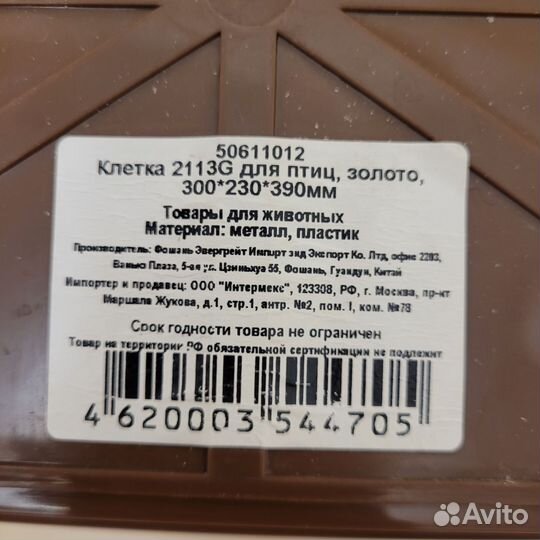 50611012
Клетка 2113G для птиц, золото,
300*230*390мм
Товары для животных
Материал: металл, пластик
Производитель: Фошань Эвергрейт Импорт энд Экспорт Ко. Лтд, офис 2203,
Ванью Плаза, 5-ая ул. Цзиньхуа 55, Фошань, Гуандун, Китай
Импортер и продавец: ООО "Интермекс", 123308, РФ, г. Москва, пр-кт
Маршала Жукова, д.1, стр.1, антр. №2, пом. I, ком. №78
Срок годности товара не ограничен
Товар на территории РФ обязательной сертификации не подлежит
4 620003 544705
Avito